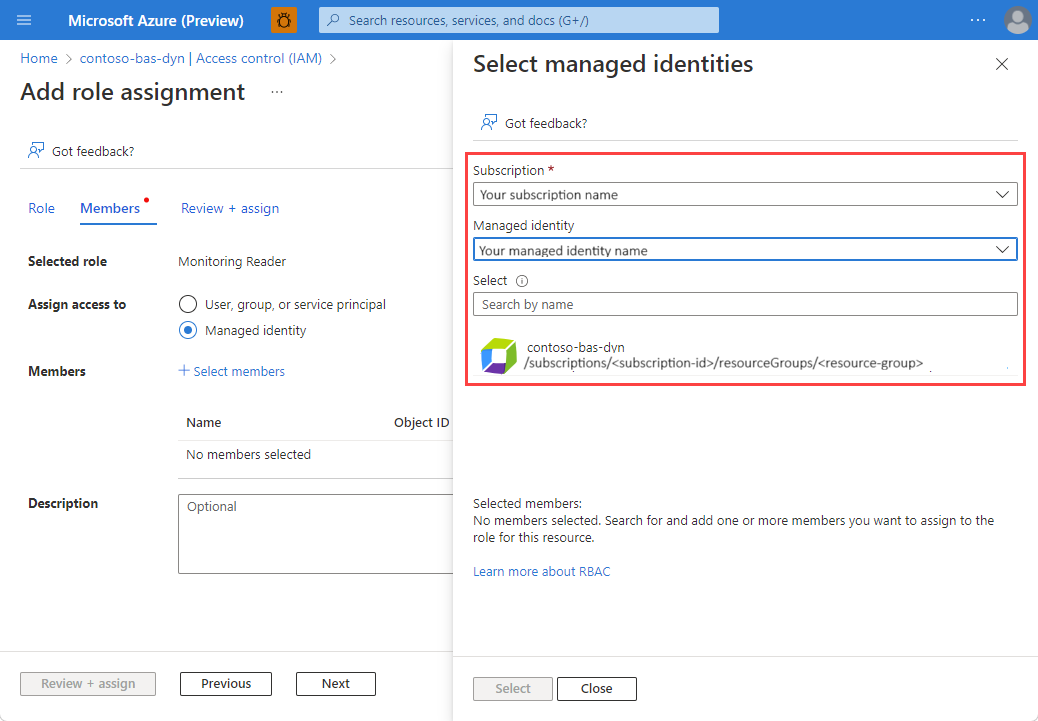 Microsoft Azure (Preview)
Search resources, services, and docs (G+/)
Home > contoso-bas-dyn | Access control (IAM) >
Add role assignment ...
Got feedback?
Role Members Review + assign
Selected role Monitoring Reader
Assign access to User, group, or service principal
Managed identity
Members + Select members
Name Object ID
No members selected
Description Optional
Review + assign Previous Next
Select managed identities
Got feedback?
Subscription *
Your subscription name
Managed identity
Your managed identity name
Select
Search by name
contoso-bas-dyn
/subscriptions/<subscription-id>/resourceGroups/<resource-group>
Selected members:
No members selected. Search for and add one or more members you want to assign to the
role for this resource.
Learn more about RBAC
Select Close